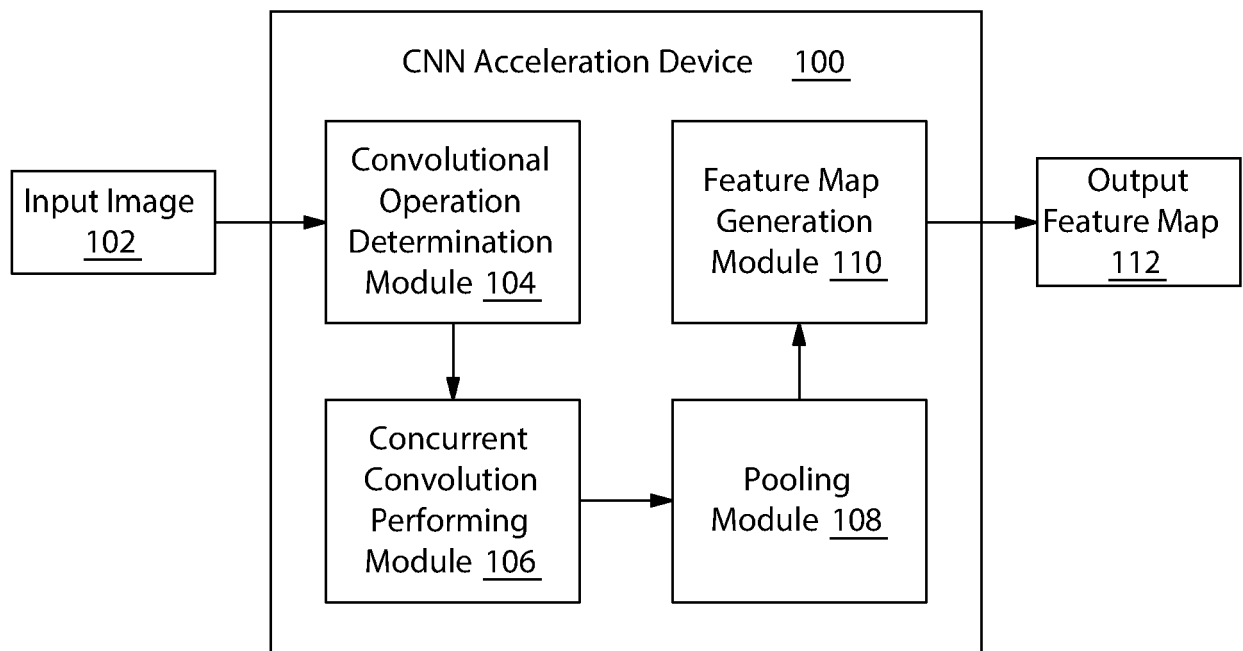 CNN Acceleration Device 100
Input Image
102
Convolutional
Operation
Determination
Module 104
Concurrent
Convolution
Performing
Module 106
Pooling
Module 108
Feature Map
Generation
Module 110
Output
Feature Map
112